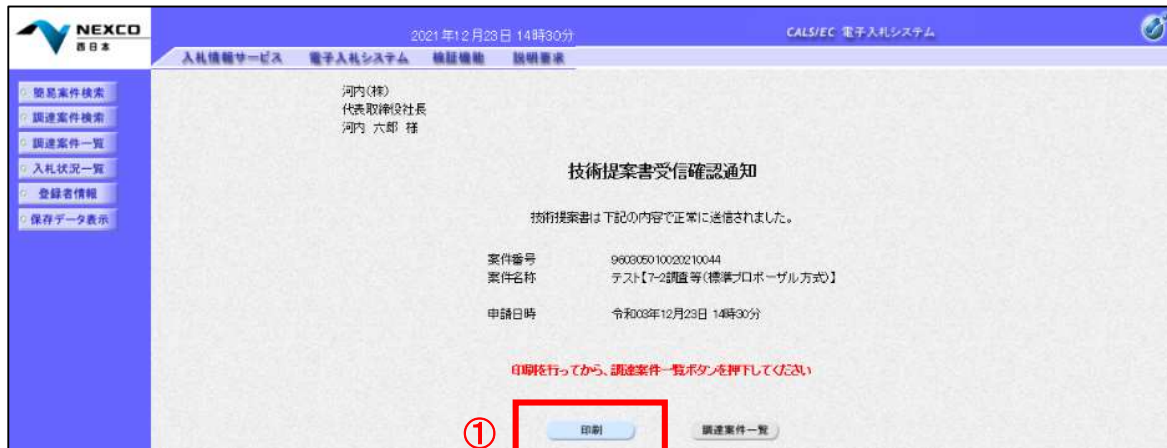 NEXCO
西日本
2021年12月23日 14時30分
CALS/EC 電子入札システム
入札情報サービス 電子入札システム 検証機能 説明要求
簡易案件検索
調達案件検索
調達案件一覧
入札状況一覧
登録者情報
保存データ表示
河内(株)
代表取締役社長
河内 六郎 様
技術提案書受信確認通知
技術提案書は下記の内容で正常に送信されました。
案件番号 960305010020210044
案件名称 テスト【7-2調査等(標準プロポーザル方式)】
申請日時 令和03年12月23日 14時30分
印刷を行ってから、調達案件一覧ボタンを押下してください
① 印刷 調達案件一覧